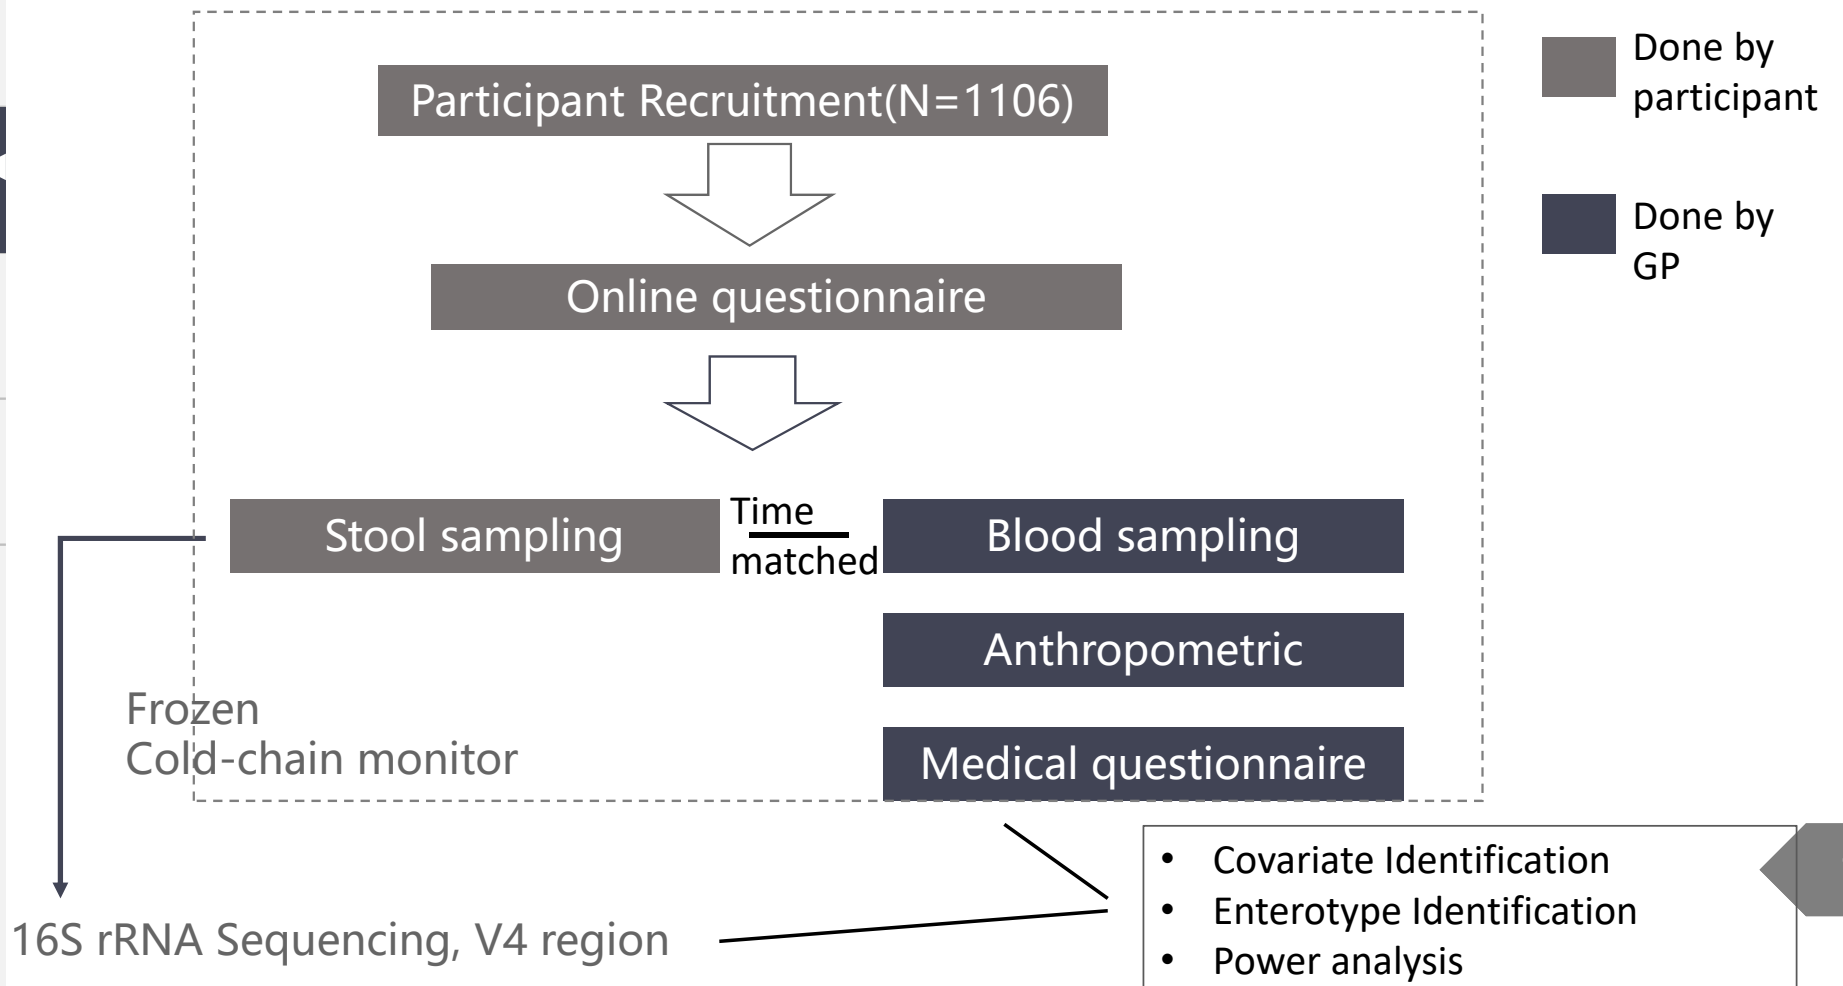 Participant Recruitment(N=1106)
Done by
participant
Online questionnaire
Done by
GP
Stool sampling
Time
matched
Blood sampling
Anthropometric
Medical questionnaire
Frozen
Cold-chain monitor
16S rRNA Sequencing, V4 region
• Covariate Identification
• Enterotype Identification
• Power analysis